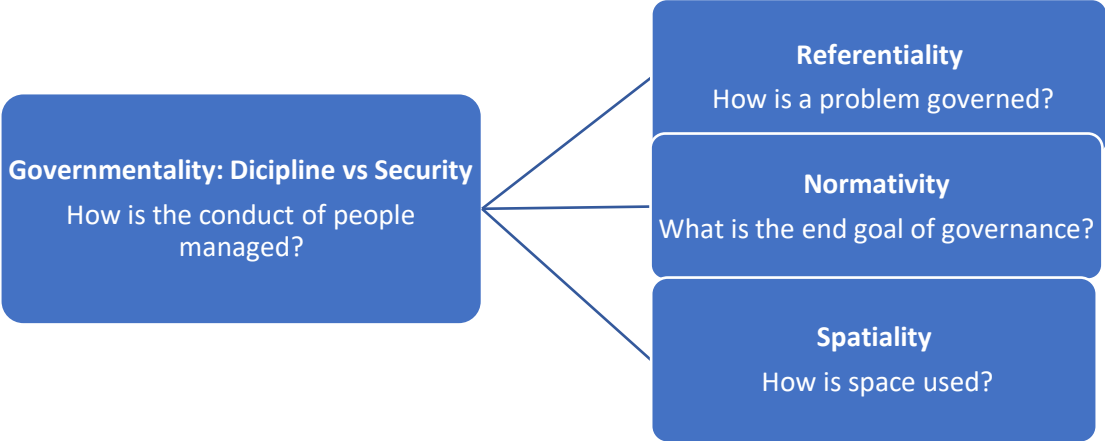 Governmentality: Dicipline vs Security
How is the conduct of people
managed?
Referentiality
How is a problem governed?
Normativity
What is the end goal of governance?
Spatiality
How is space used?